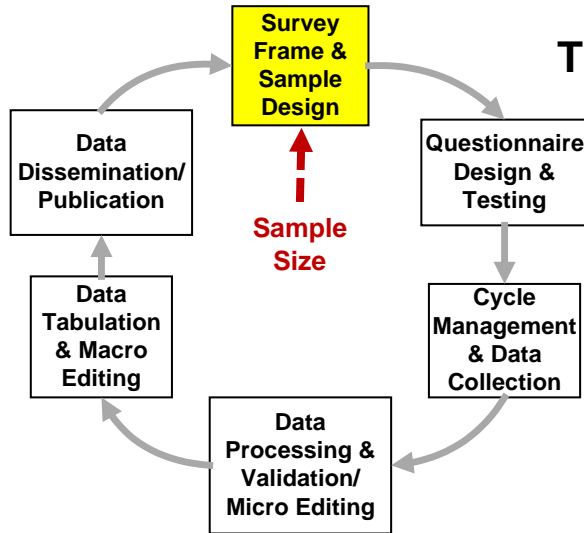 Survey
Frame &
Sample
Design
T
Questionnaire
Design &
Testing
Cycle
Management
& Data
Collection
Data
Processing &
Validation/
Micro Editing
Data
Tabulation
& Macro
Editing
Data
Dissemination/
Publication
Sample
Size